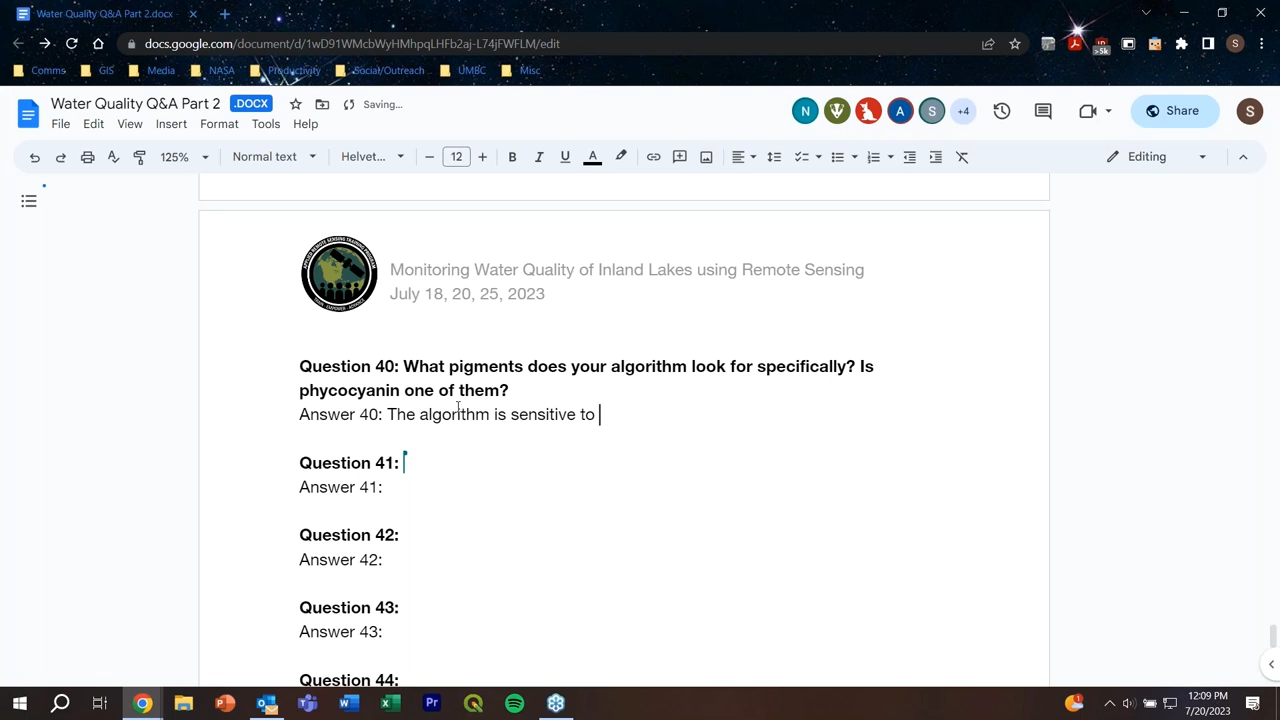 Water Quality Q&A Part 2.docx
docs.google.com/document/d/1wD91WMcbWyHMhpqLHFb2aj-L74jFWFLM/edit
>5k
S
Comms GIS Media NASA Productivity Social/Outreach UMBC Misc
Water Quality Q&A Part 2 .DOCX Saving...
N A S +4 Share S
File Edit View Insert Format Tools Help
125% Normal text Helvet... 12 B I U A Editing
Monitoring Water Quality of Inland Lakes using Remote Sensing
July 18, 20, 25, 2023
Question 40: What pigments does your algorithm look for specifically? Is
phycocyanin one of them?
Answer 40: The algorithm is sensitive to
Question 41:
Answer 41:
Question 42:
Answer 42:
Question 43:
Answer 43:
Question 44:
12:09 PM
7/20/2023